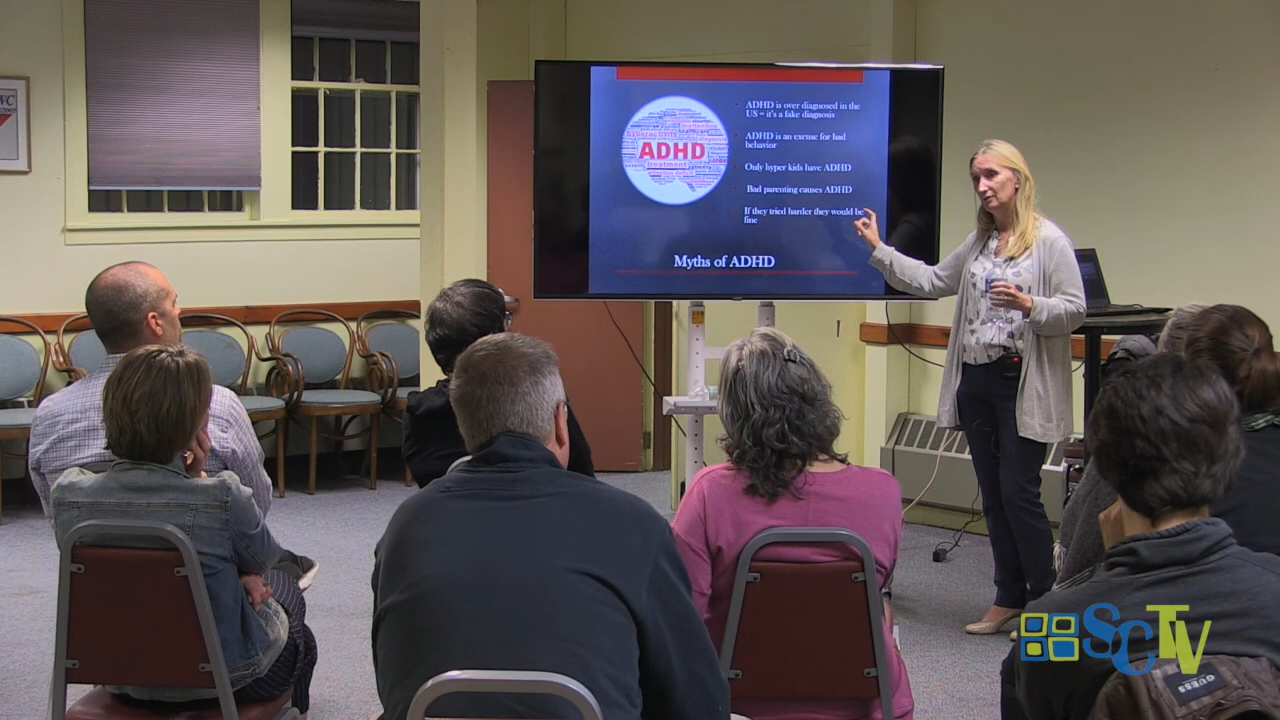 ADHD is over diagnosed in the
US – it's a fake diagnosis
ADHD is an excuse for bad
behavior
Only hyper kids have ADHD
Bad parenting causes ADHD
If they tried harder they would be
fine
hyperactivity
ADHD
treatment
Myths of ADHD
SCTV
GUESS